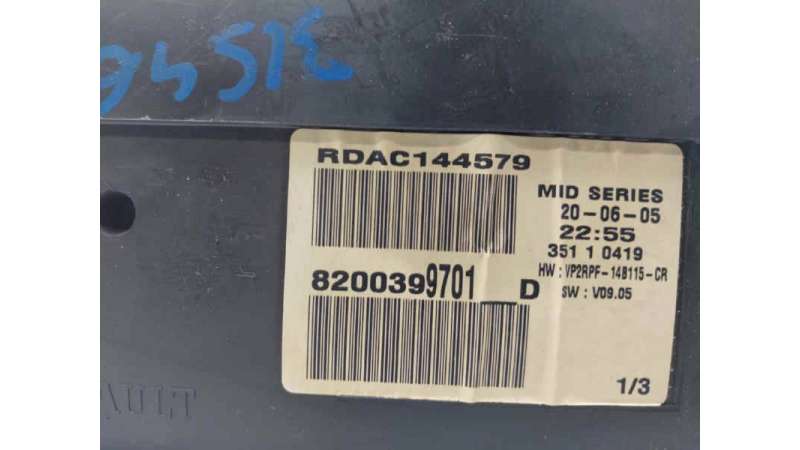 RDAC144579
MID SERIES
20-06-05
22:55
351 1 0419
HW : VP2RPF-14B115-CR
SW : V09.05
8200399701__D
1/3